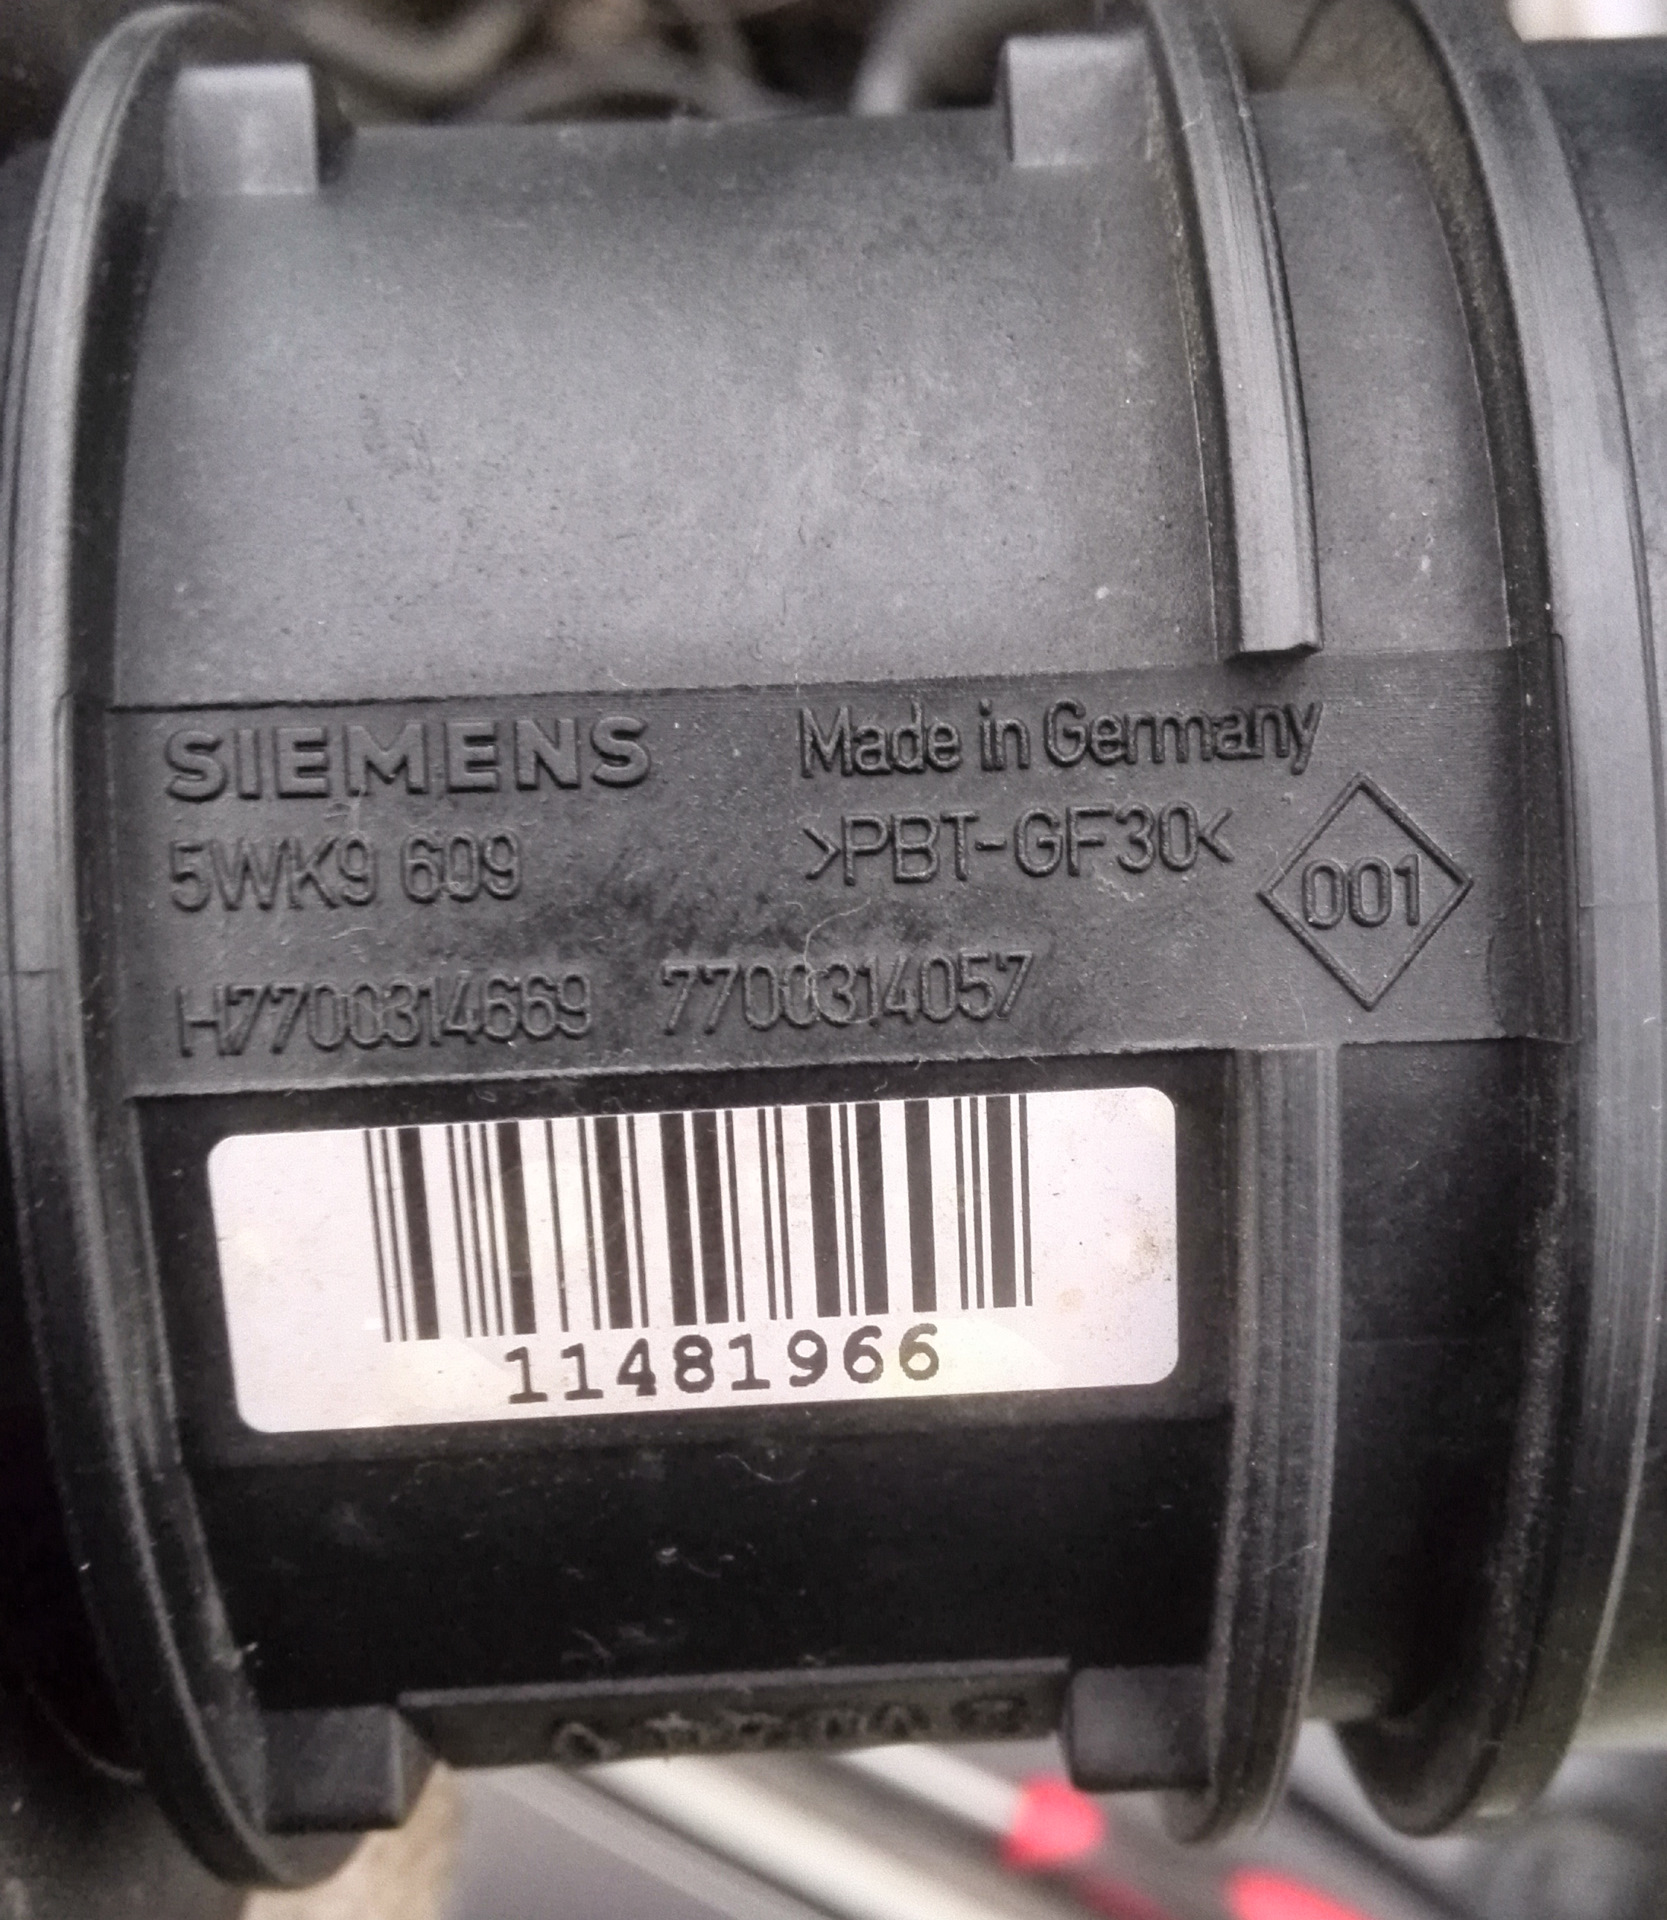 SIEMENS Made in Germany
5WK9 609 >PBT-GF30< 001
H7700314669 7700314057
11481966